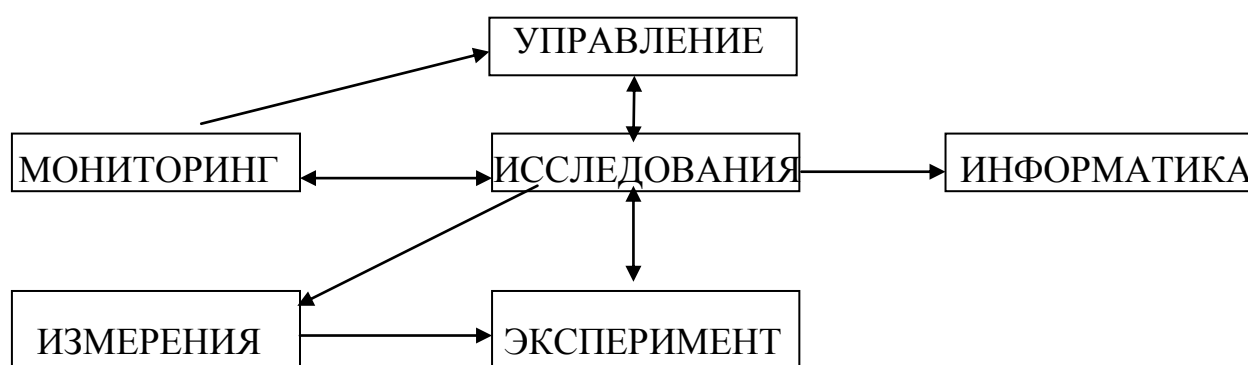 УПРАВЛЕНИЕ
МОНИТОРИНГ
ИССЛЕДОВАНИЯ
ИНФОРМАТИКА
ИЗМЕРЕНИЯ
ЭКСПЕРИМЕНТ